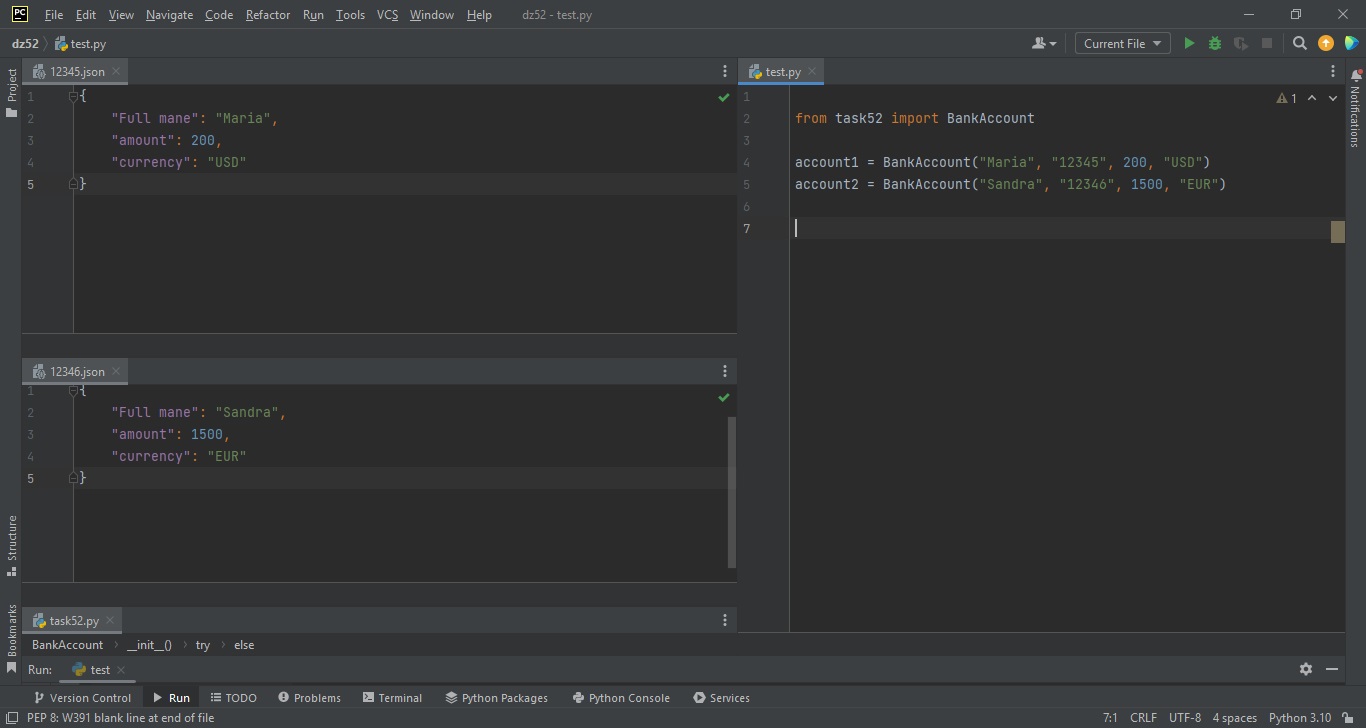 PC File Edit View Navigate Code Refactor Run Tools VCS Window Help dz52 - test.py
dz52 test.py Current File
Project
12345.json
1 {
2 "Full mane": "Maria",
3 "amount": 200,
4 "currency": "USD"
5 }
12346.json
1 {
2 "Full mane": "Sandra",
3 "amount": 1500,
4 "currency": "EUR"
5 }
task52.py
BankAccount __init__() try else
test.py
1
1
2 from task52 import BankAccount
3
4 account1 = BankAccount("Maria", "12345", 200, "USD")
5 account2 = BankAccount("Sandra", "12346", 1500, "EUR")
6
7
Notifications
Structure
Bookmarks
Run: test
Version Control Run TODO Problems Terminal Python Packages Python Console Services
PEP 8: W391 blank line at end of file 7:1 CRLF UTF-8 4 spaces Python 3.10